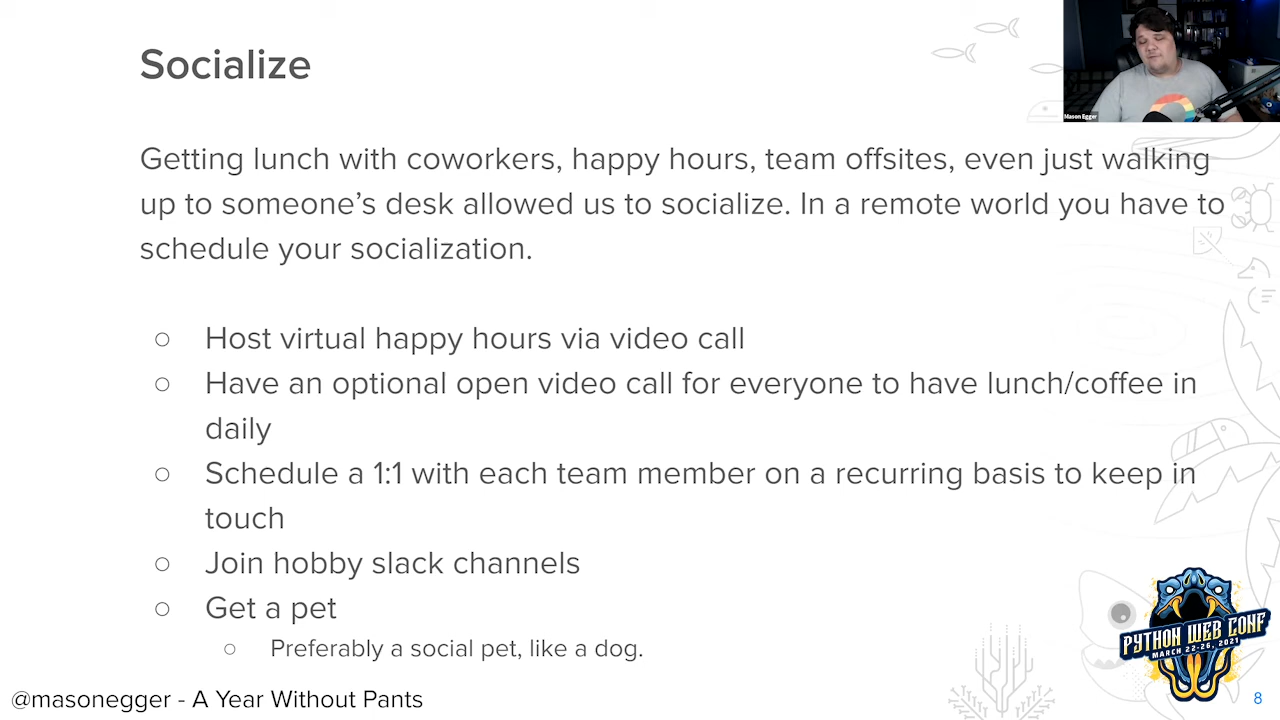 Socialize
Mason Egger
Getting lunch with coworkers, happy hours, team offsites, even just walking
up to someone’s desk allowed us to socialize. In a remote world you have to
schedule your socialization.
○ Host virtual happy hours via video call
○ Have an optional open video call for everyone to have lunch/coffee in
daily
○ Schedule a 1:1 with each team member on a recurring basis to keep in
touch
○ Join hobby slack channels
○ Get a pet
○ Preferably a social pet, like a dog.
PYTHON WEB CONF
MARCH 22-26, 2021
@masonegger - A Year Without Pants
8